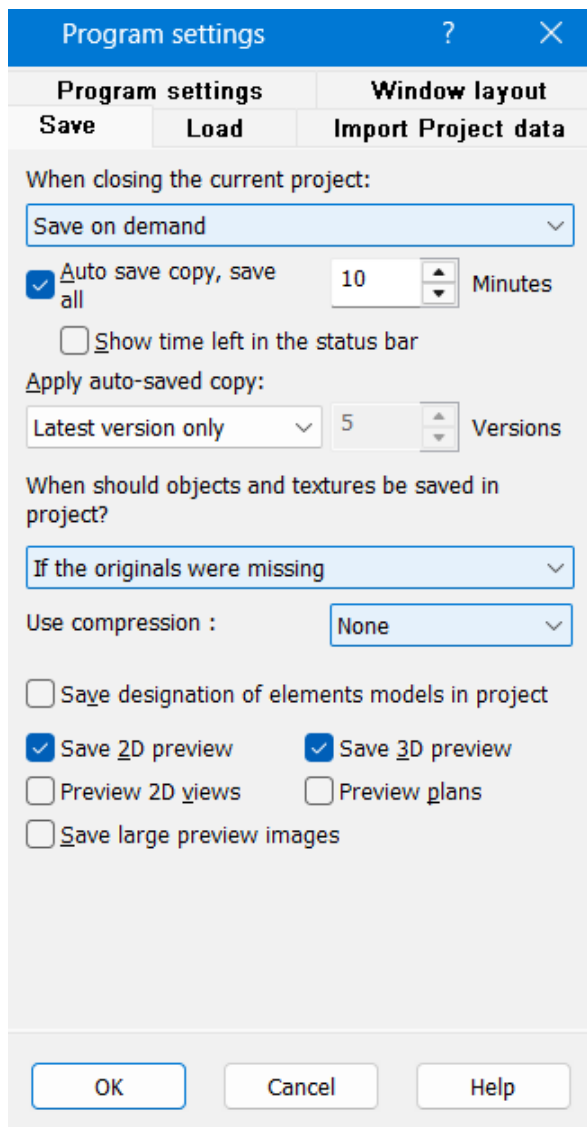 Program settings ?
Program settings Window layout
Save Load Import Project data
When closing the current project:
Save on demand
Auto save copy, save
all
10 Minutes
Show time left in the status bar
Apply auto-saved copy:
Latest version only 5 Versions
When should objects and textures be saved in
project?
If the originals were missing
Use compression : None
Save designation of elements models in project
Save 2D preview Save 3D preview
Preview 2D views Preview plans
Save large preview images
OK Cancel Help